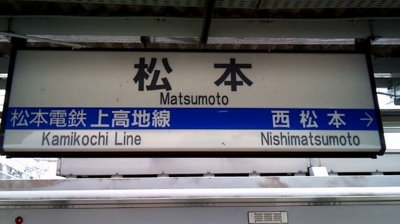 松本
Matsumoto
松本電鉄 上高地線 西松本 →
Kamikochi Line Nishimatsumoto